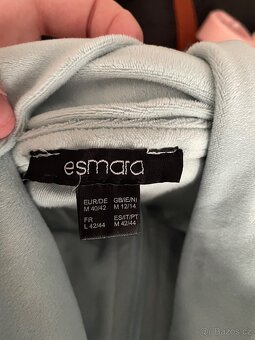 esmara
EUR/DE GB/IE/NI
M 40/42 M 12/14
FR ES/IT/PT
L 42/44 M 42/44